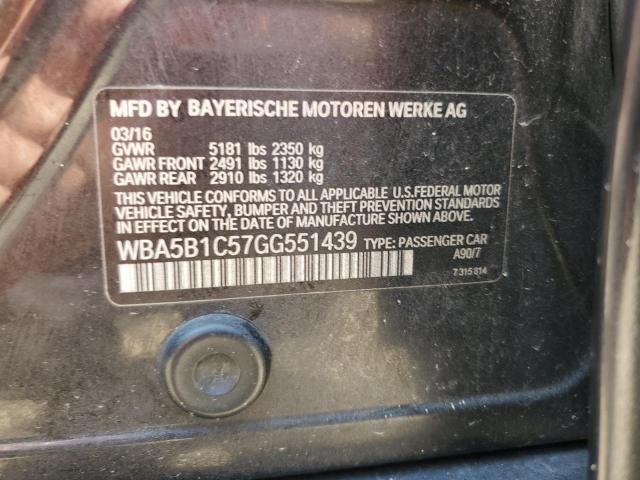 MFD BY BAYERISCHE MOTOREN WERKE AG
03/16
GVWR 5181 lbs 2350 kg
GAWR FRONT 2491 lbs 1130 kg
GAWR REAR 2910 lbs 1320 kg
THIS VEHICLE CONFORMS TO ALL APPLICABLE U.S.FEDERAL MOTOR
VEHICLE SAFETY, BUMPER AND THEFT PREVENTION STANDARDS
IN EFFECT ON THE DATE OF MANUFACTURE SHOWN ABOVE.
WBA5B1C57GG551439 TYPE: PASSENGER CAR
A90/7
7 315 814